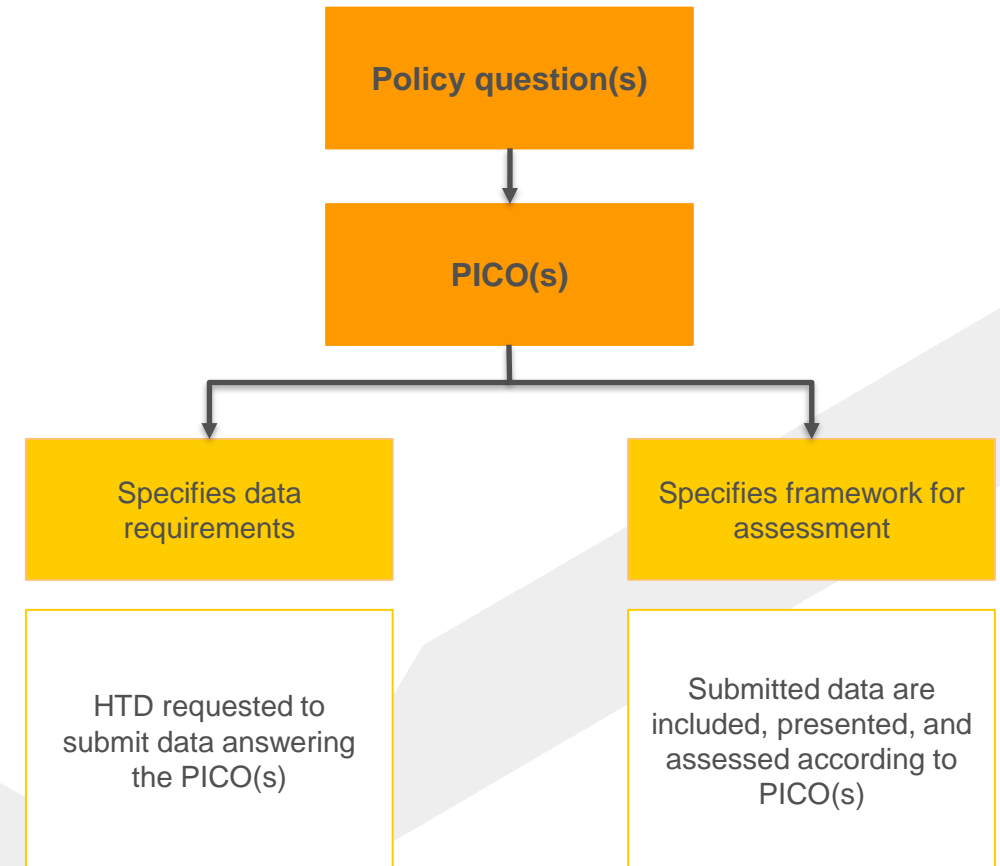 Policy question(s)
PICO(s)
Specifies data
requirements
Specifies framework for
assessment
HTD requested to
submit data answering
the PICO(s)
Submitted data are
included, presented, and
assessed according to
PICO(s)